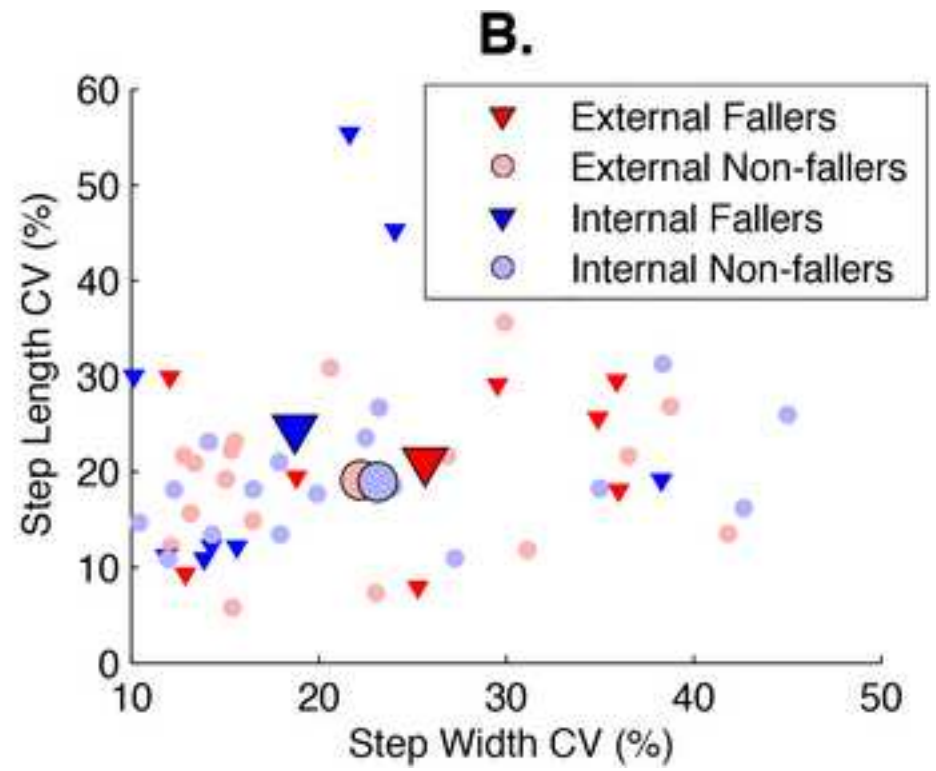 B.
60
External Fallers
External Non-fallers
Internal Fallers
Internal Non-fallers
50
40
30
20
10
0
Step Length CV (%)
10 20 30 40 50
Step Width CV (%)